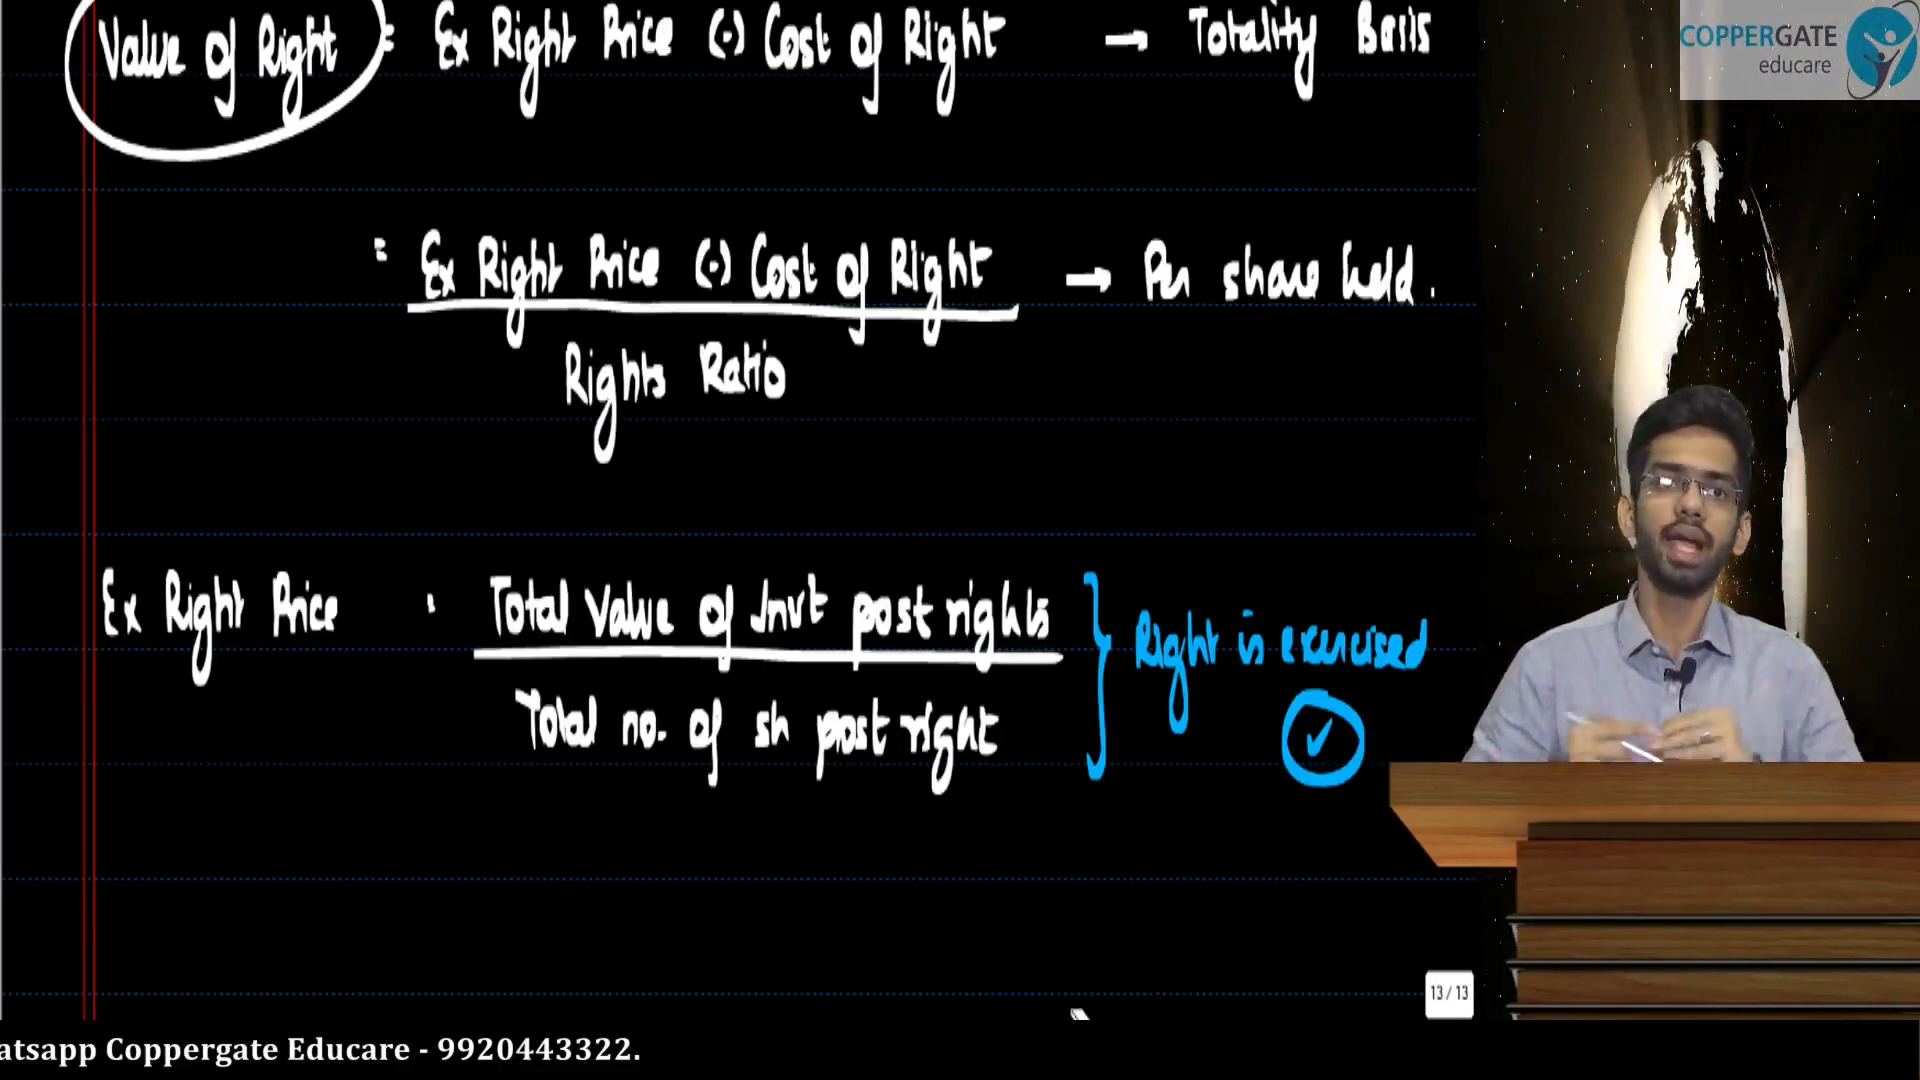 Value of Right = Ex Right Price (-) Cost of Right → Totality Basis
COPPERGATE
educare
= Ex Right Price (-) Cost of Right → Per share held.
Rights Ratio
Ex Right Price : Total Value of Invt post rights } Right is exercised
Total no. of sh post right ✓
13/13
atsapp Coppergate Educare - 9920443322.